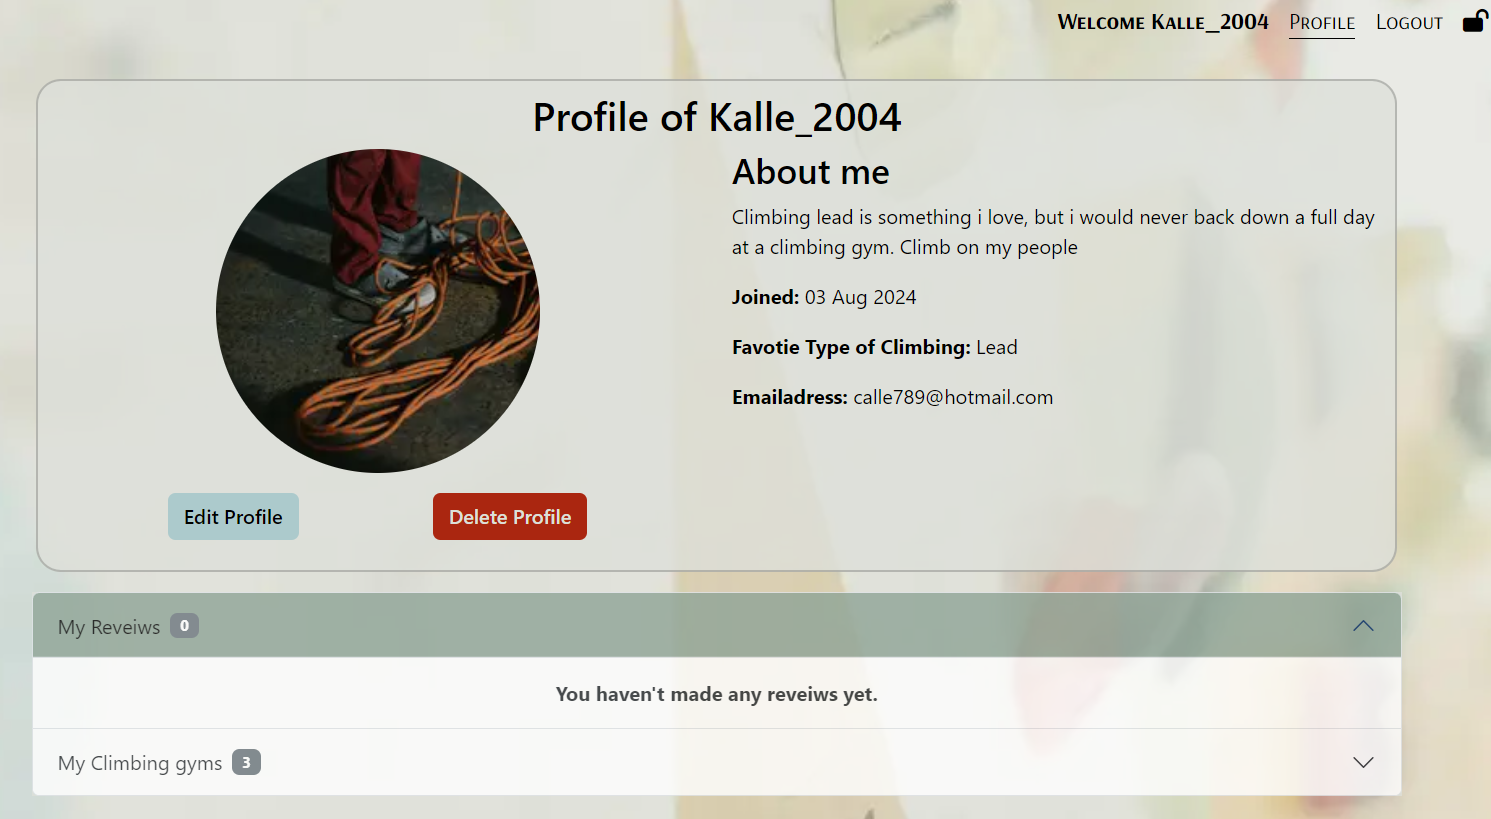 Welcome Kalle_2004 Profile Logout
Profile of Kalle_2004
About me
Climbing lead is something i love, but i would never back down a full day
at a climbing gym. Climb on my people
Joined: 03 Aug 2024
Favotie Type of Climbing: Lead
Emailadress: calle789@hotmail.com
Edit Profile
Delete Profile
My Reveiws 0
You haven't made any reveiws yet.
My Climbing gyms 3